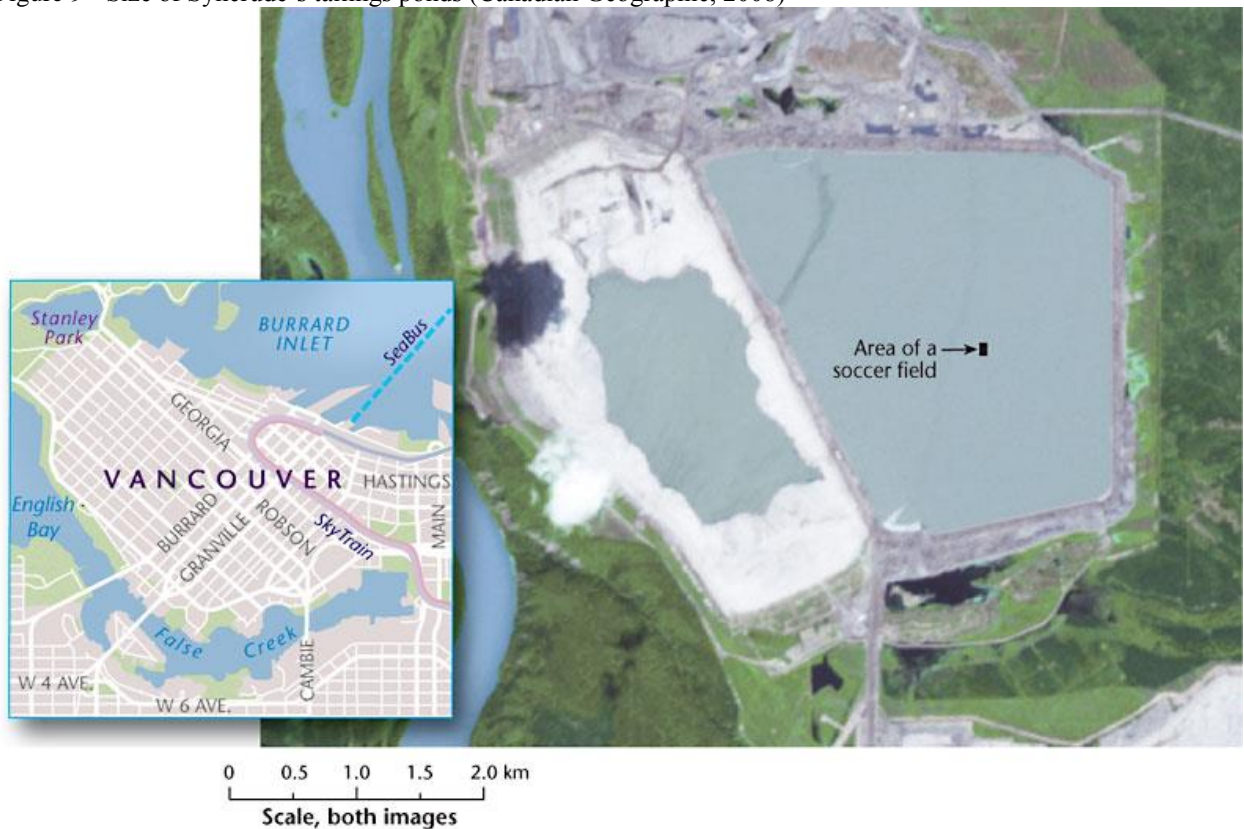 Stanley
Park
BURRARD
INLET
SeaBus
GEORGIA
VANCOUVER
HASTINGS
English
Bay
BURRARD
GRANVILLE
ROBSON
SkyTrain
MAIN
False Creek
CAMBIE
W 4 AVE.
W 6 AVE.
Area of a
soccer field
0 0.5 1.0 1.5 2.0 km
Scale, both images